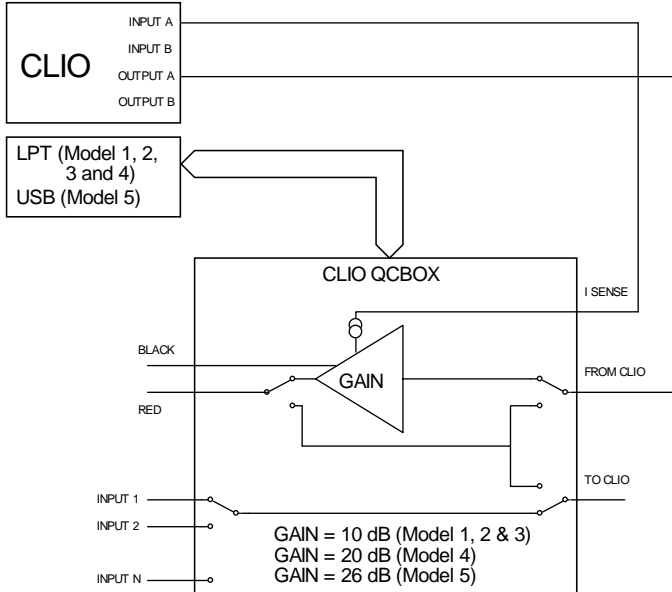 INPUT A
INPUT B
CLIO
OUTPUT A
OUTPUT B
LPT (Model 1, 2,
3 and 4)
USB (Model 5)
CLIO QCBOX
I SENSE
BLACK
GAIN
FROM CLIO
RED
TO CLIO
INPUT 1
INPUT 2
INPUT N
GAIN = 10 dB (Model 1, 2 & 3)
GAIN = 20 dB (Model 4)
GAIN = 26 dB (Model 5)